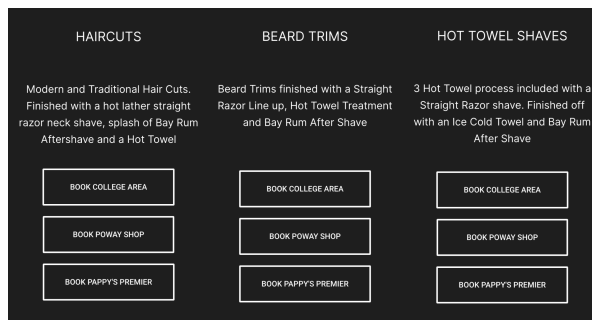 HAIRCUTS
Modern and Traditional Hair Cuts.
Finished with a hot lather straight
razor neck shave, splash of Bay Rum
Aftershave and a Hot Towel
BOOK COLLEGE AREA
BOOK POWAY SHOP
BOOK PAPPY'S PREMIER
BEARD TRIMS
Beard Trims finished with a Straight
Razor Line up, Hot Towel Treatment
and Bay Rum After Shave
BOOK COLLEGE AREA
BOOK POWAY SHOP
BOOK PAPPY'S PREMIER
HOT TOWEL SHAVES
3 Hot Towel process included with a
Straight Razor shave. Finished off
with an Ice Cold Towel and Bay Rum
After Shave
BOOK COLLEGE AREA
BOOK POWAY SHOP
BOOK PAPPY'S PREMIER